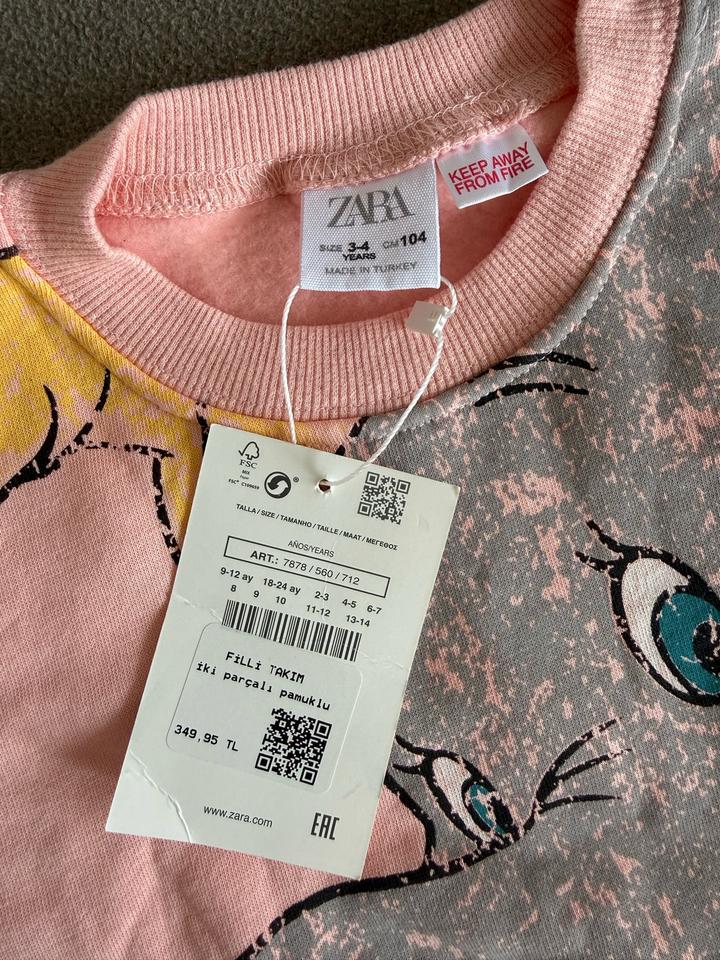 ZARA
SIZE 3-4 CM 104
YEARS
MADE IN TURKEY
KEEP AWAY
FROM FIRE
FSC
MIX
Paper
FSC® C109659
®
TALLA / SIZE / TAMANHO / TAILLE / MAAT / ΜΕΓΕΘΟΣ
AÑOS/YEARS
ART.: 7878 / 560 / 712
9-12 ay 18-24 ay 2-3 4-5 6-7
8 9 10 11-12 13-14
FiLLi TAKIM
iki parçalı pamuklu
349,95 TL
www.zara.com
EAC